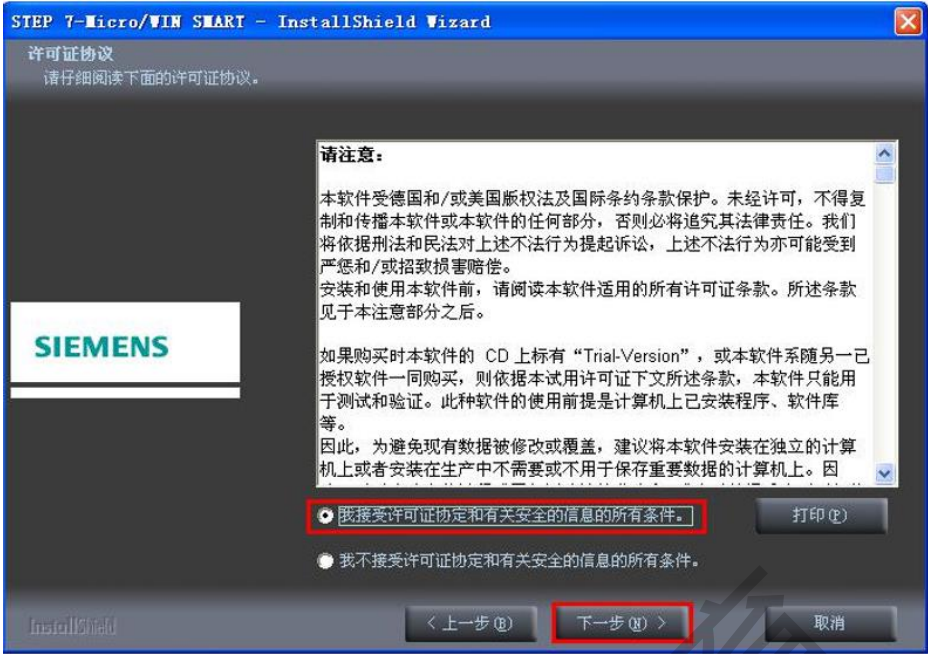 STEP 7-Micro/WIN SMART - InstallShield Wizard
许可证协议
请仔细阅读下面的许可证协议。
请注意:
本软件受德国和/或美国版权法及国际条约条款保护。未经许可，不得复
制和传播本软件或本软件的任何部分，否则必将追究其法律责任。我们
将依据刑法和民法对上述不法行为提起诉讼，上述不法行为亦可能受到
严惩和/或招致损害赔偿。
安装和使用本软件前，请阅读本软件适用的所有许可证条款。所述条款
见于本注意部分之后。
如果购买时本软件的 CD 上标有“Trial-Version”，或本软件系随另一已
授权软件一同购买，则依据本试用许可证下文所述条款，本软件只能用
于测试和验证。此种软件的使用前提是计算机上已安装程序、软件库
等。
因此，为避免现有数据被修改或覆盖，建议将本软件安装在独立的计算
机上或者安装在生产中不需要或不用于保存重要数据的计算机上。因
SIEMENS
我接受许可证协定和有关安全的信息的所有条件。
打印(P)
我不接受许可证协定和有关安全的信息的所有条件。
InstallShield
< 上一步(B)
下一步(N) >
取消